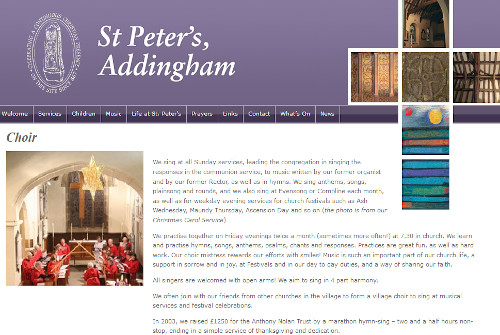 St Peter's,
Addingham
Welcome Services Children Music Life at St. Peter's Prayers Links Contact What's On News
Choir
We sing at all Sunday services, leading the congregation in singing the
responses in the communion service, to music written by our former organist
and by our former Rector, as well as in hymns. We sing anthems, songs,
plainsong and rounds, and we also sing at Evensong or Compline each month,
as well as for weekday evening services for church festivals such as Ash
Wednesday, Maundy Thursday, Ascension Day and so on (the photo is from our
Christmas Carol Service).
We practise together on Friday evenings twice a month (sometimes more often!) at 7.30 in church. We learn
and practise hymns, songs, anthems, psalms, chants and responses. Practices are great fun, as well as hard
work. Our choir mistress rewards our efforts with smiles! Music is such an important part of our church life, a
support in sorrow and in joy, at Festivals and in our day to day duties, and a way of sharing our faith.
All singers are welcomed with open arms! We aim to sing in 4 part harmony.
We often join with our friends from other churches in the village to form a village choir to sing at musical
services and festival celebrations.
In 2003, we raised £1250 for the Anthony Nolan Trust by a marathon hymn-sing - two and a half hours non-
stop, ending in a simple service of thanksgiving and dedication.